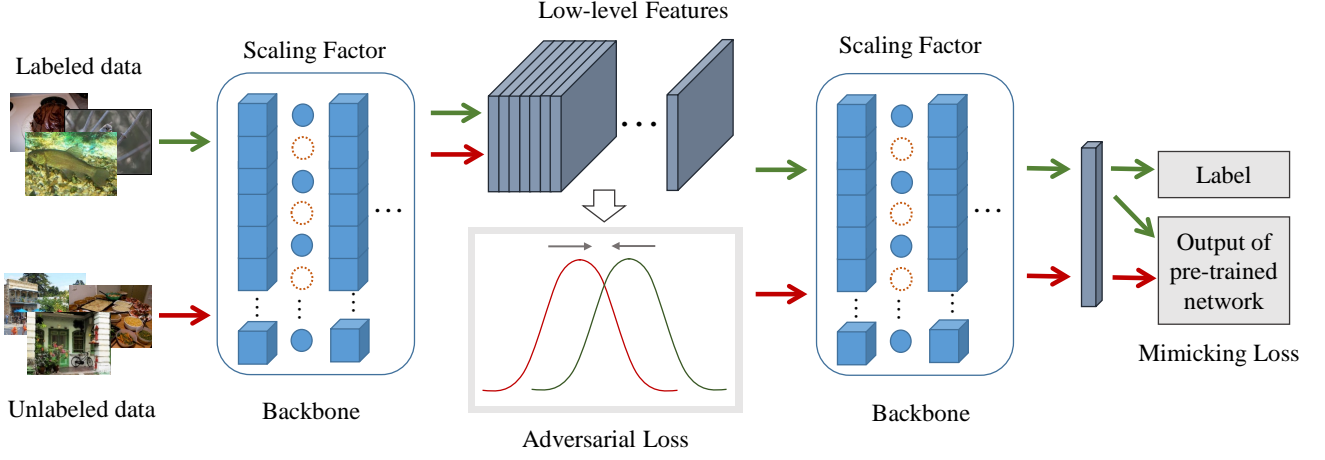 Low-level Features
Scaling Factor
Scaling Factor
Labeled data
Label
Output of
pre-trained
network
Mimicking Loss
Unlabeled data
Backbone
Backbone
Adversarial Loss